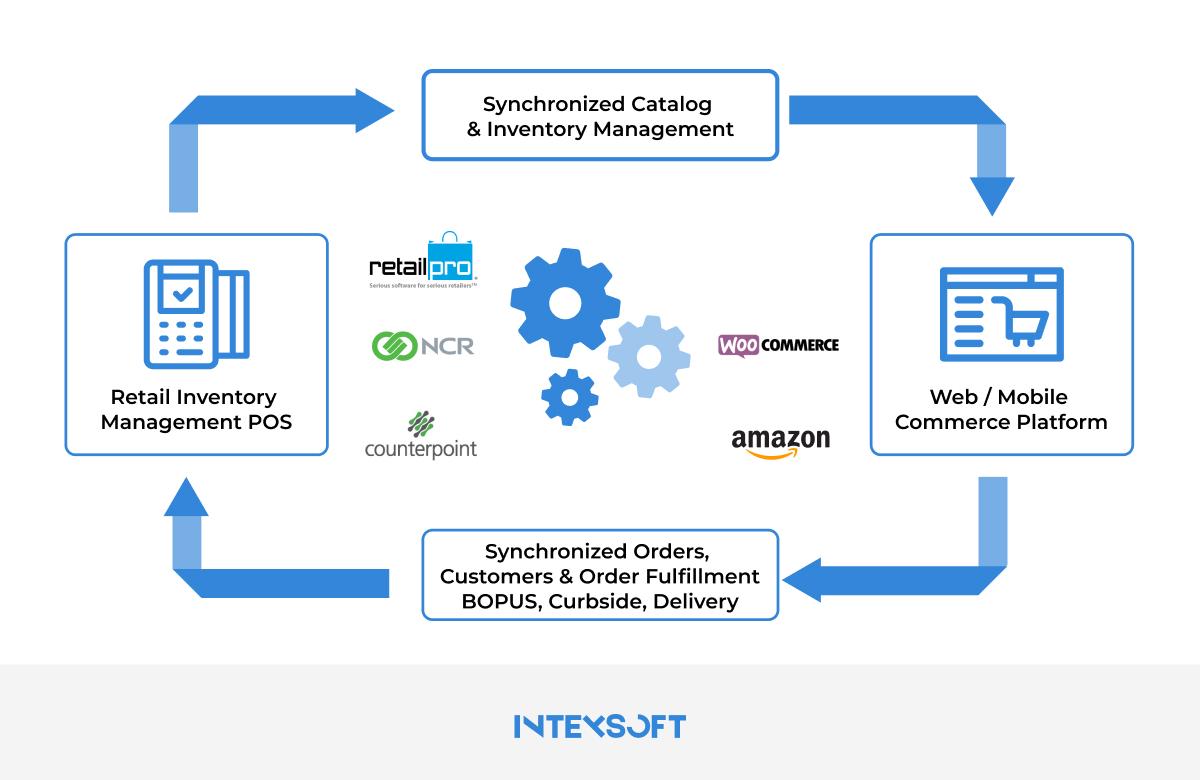 Synchronized Catalog
& Inventory Management
retailpro
Serious software for serious retailers™
NCR
counterpoint
WOO COMMERCE
amazon
Retail Inventory
Management POS
Web / Mobile
Commerce Platform
Synchronized Orders,
Customers & Order Fulfillment
BOPUS, Curbside, Delivery
INTEXSOFT